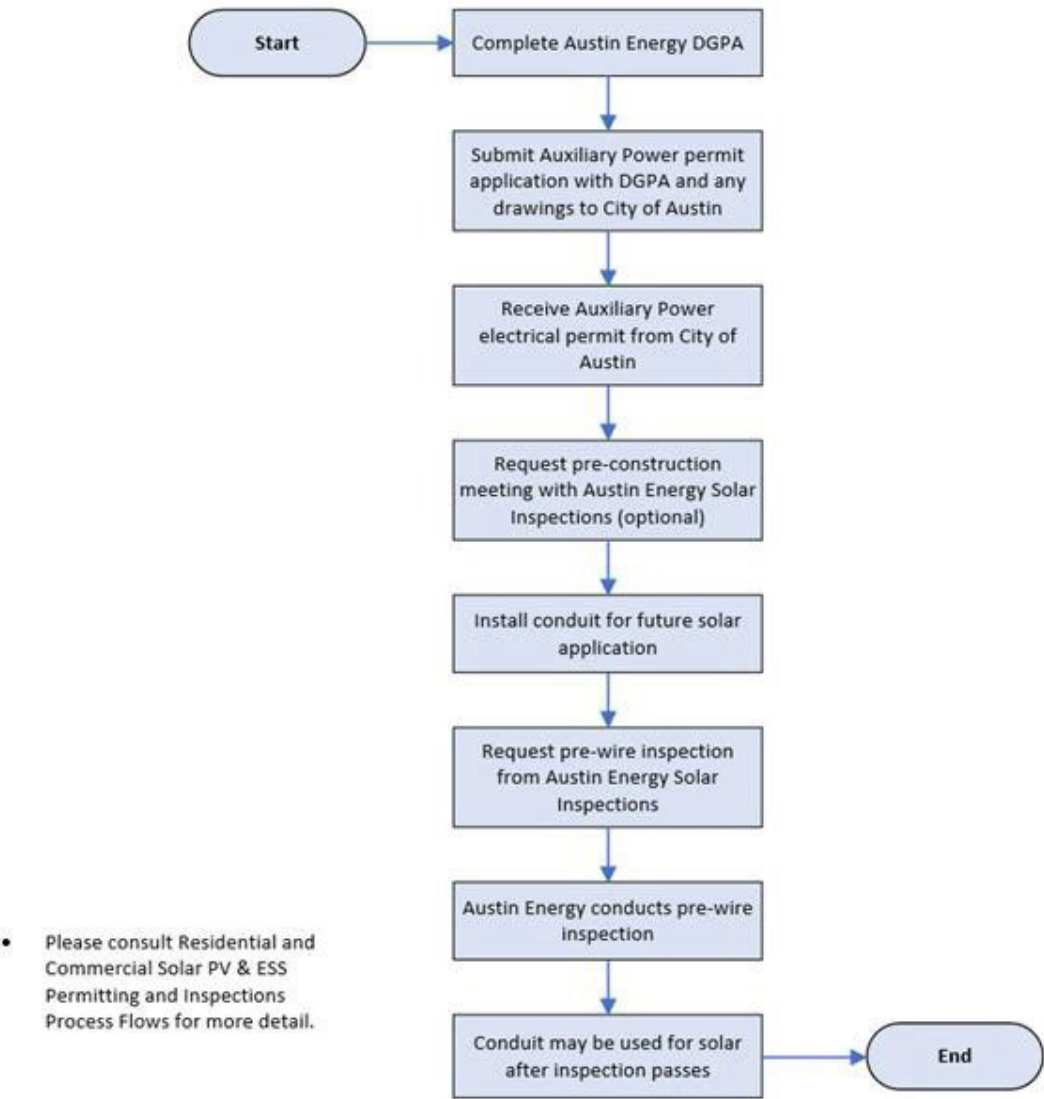 Start
Complete Austin Energy DGPA
Submit Auxiliary Power permit
application with DGPA and any
drawings to City of Austin
Receive Auxiliary Power
electrical permit from City of
Austin
Request pre-construction
meeting with Austin Energy Solar
Inspections (optional)
Install conduit for future solar
application
Request pre-wire inspection
from Austin Energy Solar
Inspections
Austin Energy conducts pre-wire
inspection
• Please consult Residential and
Commercial Solar PV & ESS
Permitting and Inspections
Process Flows for more detail.
Conduit may be used for solar
after inspection passes
End